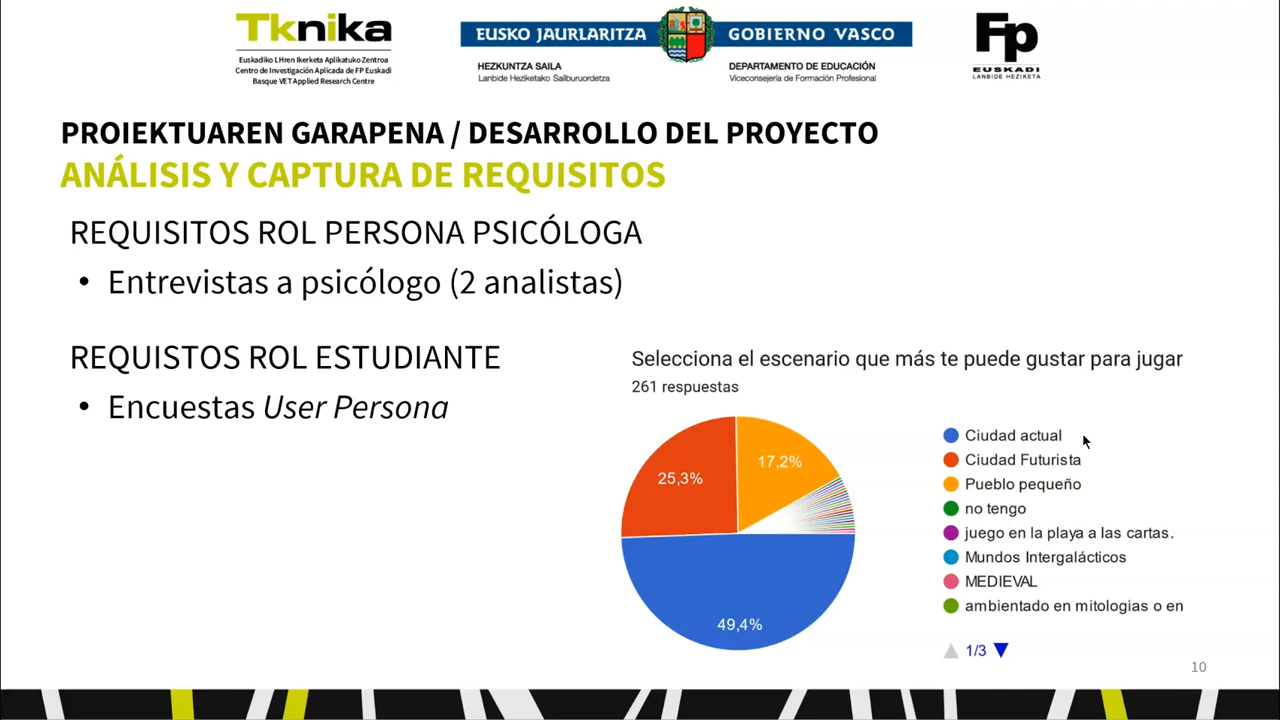 Tknika
Euskadiko LHren Ikerketa Aplikatuko Zentroa
Centro de Investigación Aplicada de FP Euskadi
Basque VET Applied Research Centre
EUSKO JAURLARITZA
GOBIERNO VASCO
HEZKUNTZA SAILA
Lanbide Heziketako Sailburuordetza
DEPARTAMENTO DE EDUCACIÓN
Viceconsejería de Formación Profesional
Fp
EUSKADI
LANBIDE HEZIKETA
PROIEKTUAREN GARAPENA / DESARROLLO DEL PROYECTO
ANÁLISIS Y CAPTURA DE REQUISITOS
REQUISITOS ROL PERSONA PSICÓLOGA
• Entrevistas a psicólogo (2 analistas)
REQUISTOS ROL ESTUDIANTE
• Encuestas User Persona
Selecciona el escenario que más te puede gustar para jugar
261 respuestas
25,3%
17,2%
49,4%
Ciudad actual
Ciudad Futurista
Pueblo pequeño
no tengo
juego en la playa a las cartas.
Mundos Intergalácticos
MEDIEVAL
ambientado en mitologias o en
1/3
10